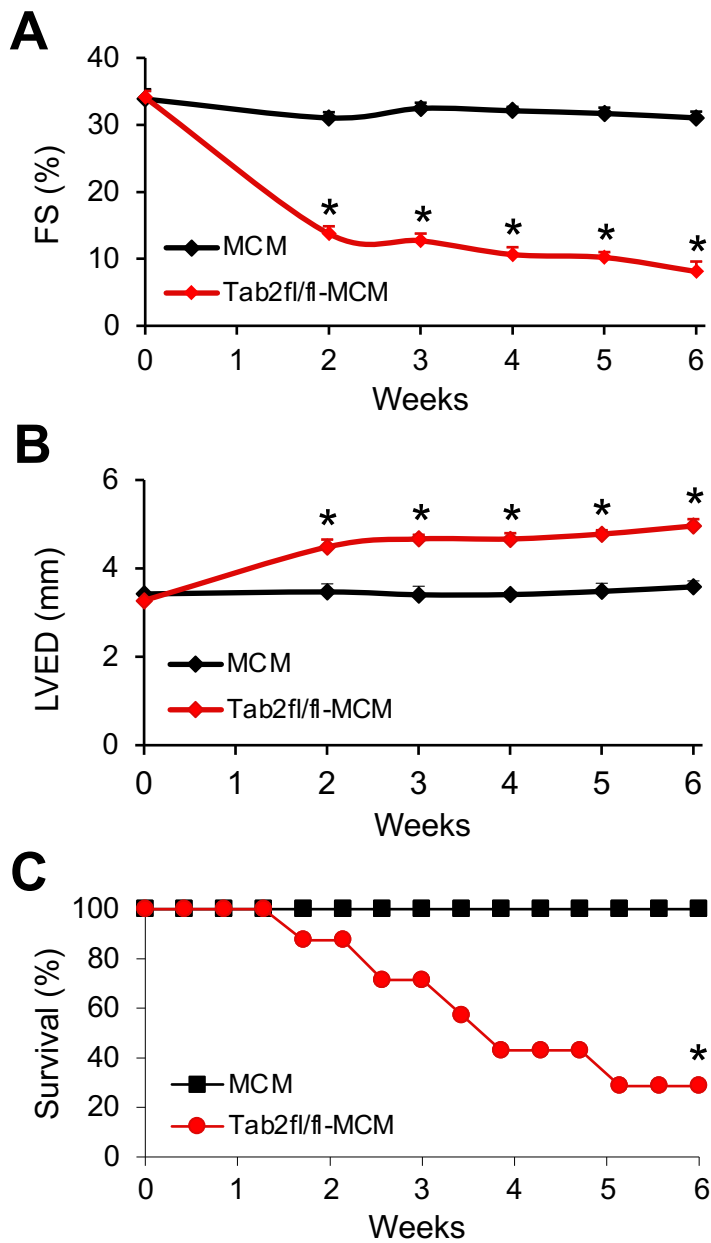 A
40
30
20
10
0
FS (%)
* * * * *
MCM
Tab2fl/fl-MCM
0 1 2 3 4 5 6
Weeks
B
6
4
2
0
LVED (mm)
* * * * *
MCM
Tab2fl/fl-MCM
0 1 2 3 4 5 6
Weeks
C
100
80
60
40
20
0
Survival (%)
*
MCM
Tab2fl/fl-MCM
0 1 2 3 4 5 6
Weeks